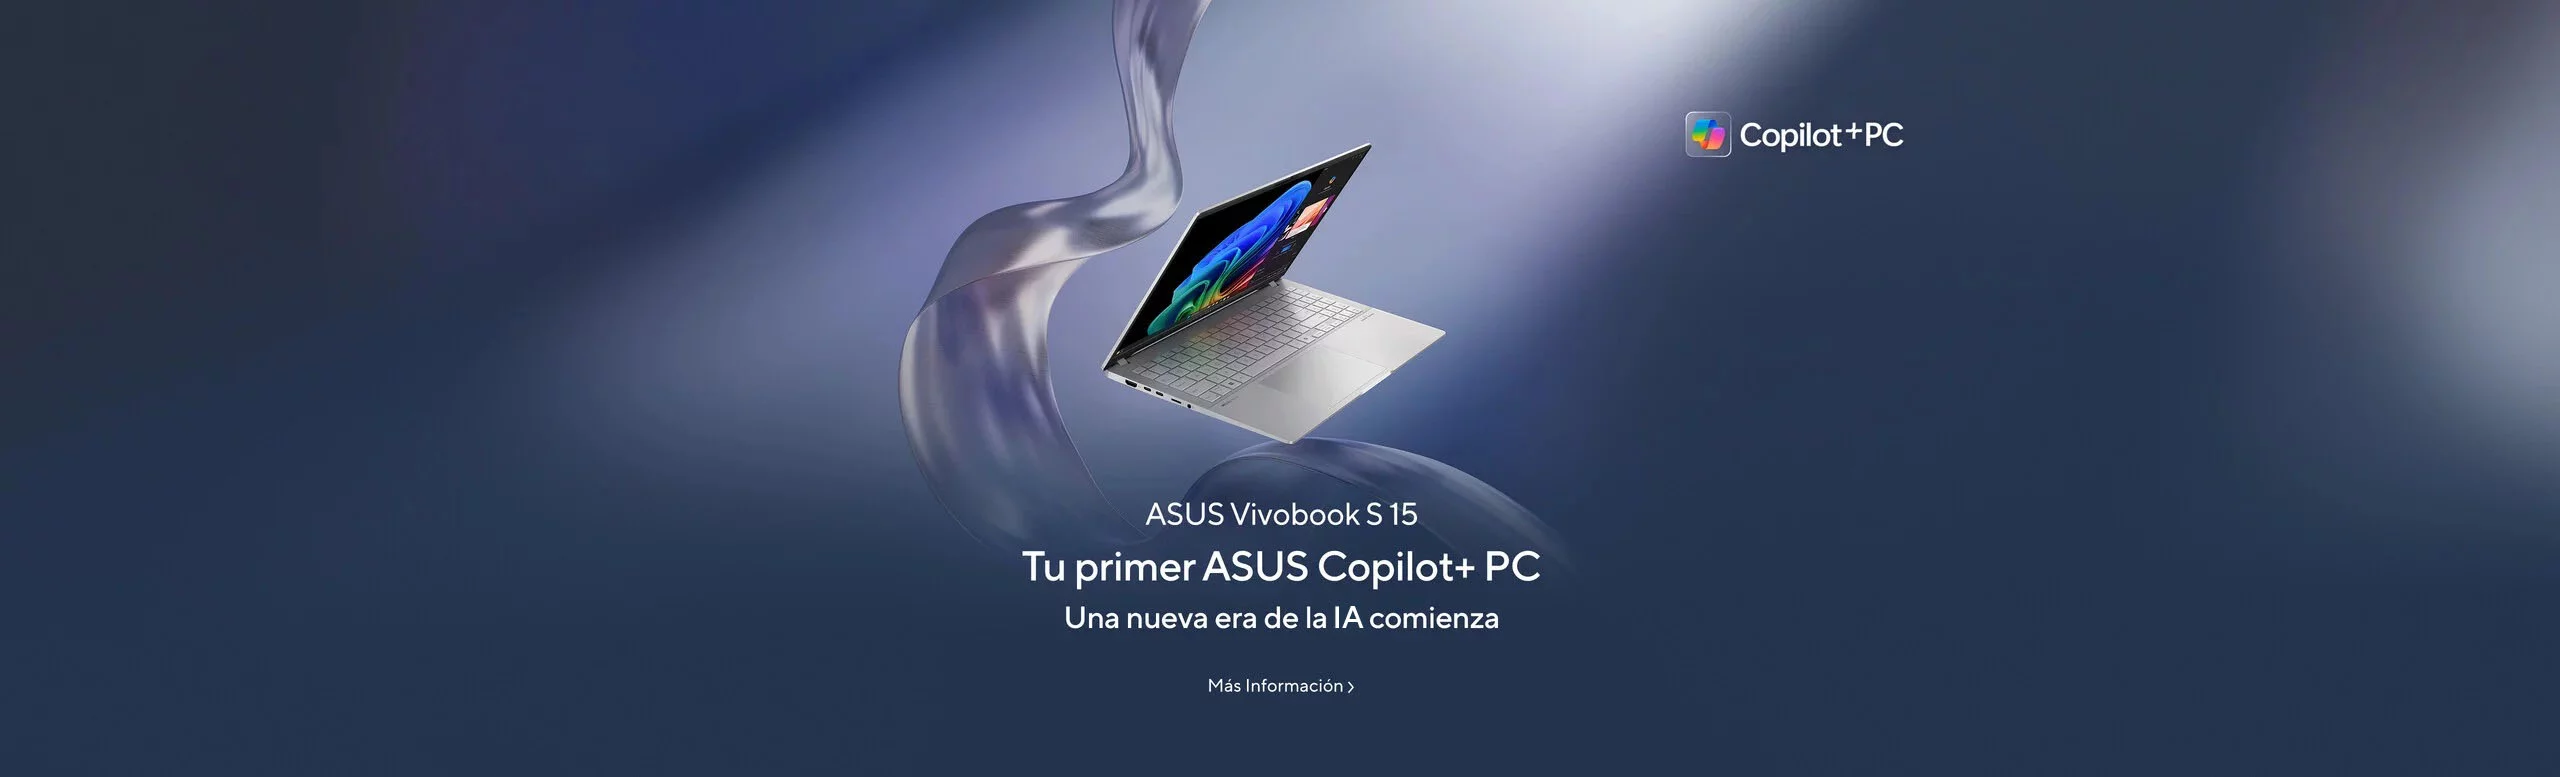 Copilot+PC
ASUS Vivobook S 15
Tu primer ASUS Copilot+ PC
Una nueva era de la IA comienza
Más Información ›